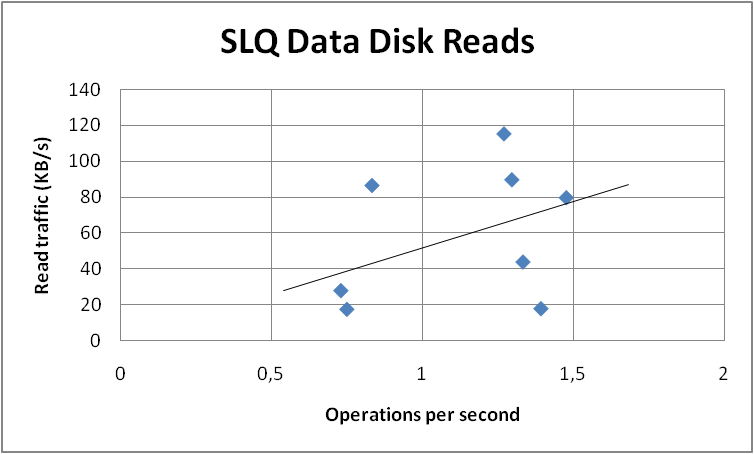 SLQ Data Disk Reads
Read traffic (KB/s)
140
120
100
80
60
40
20
0
0 0,5 1 1,5 2
Operations per second